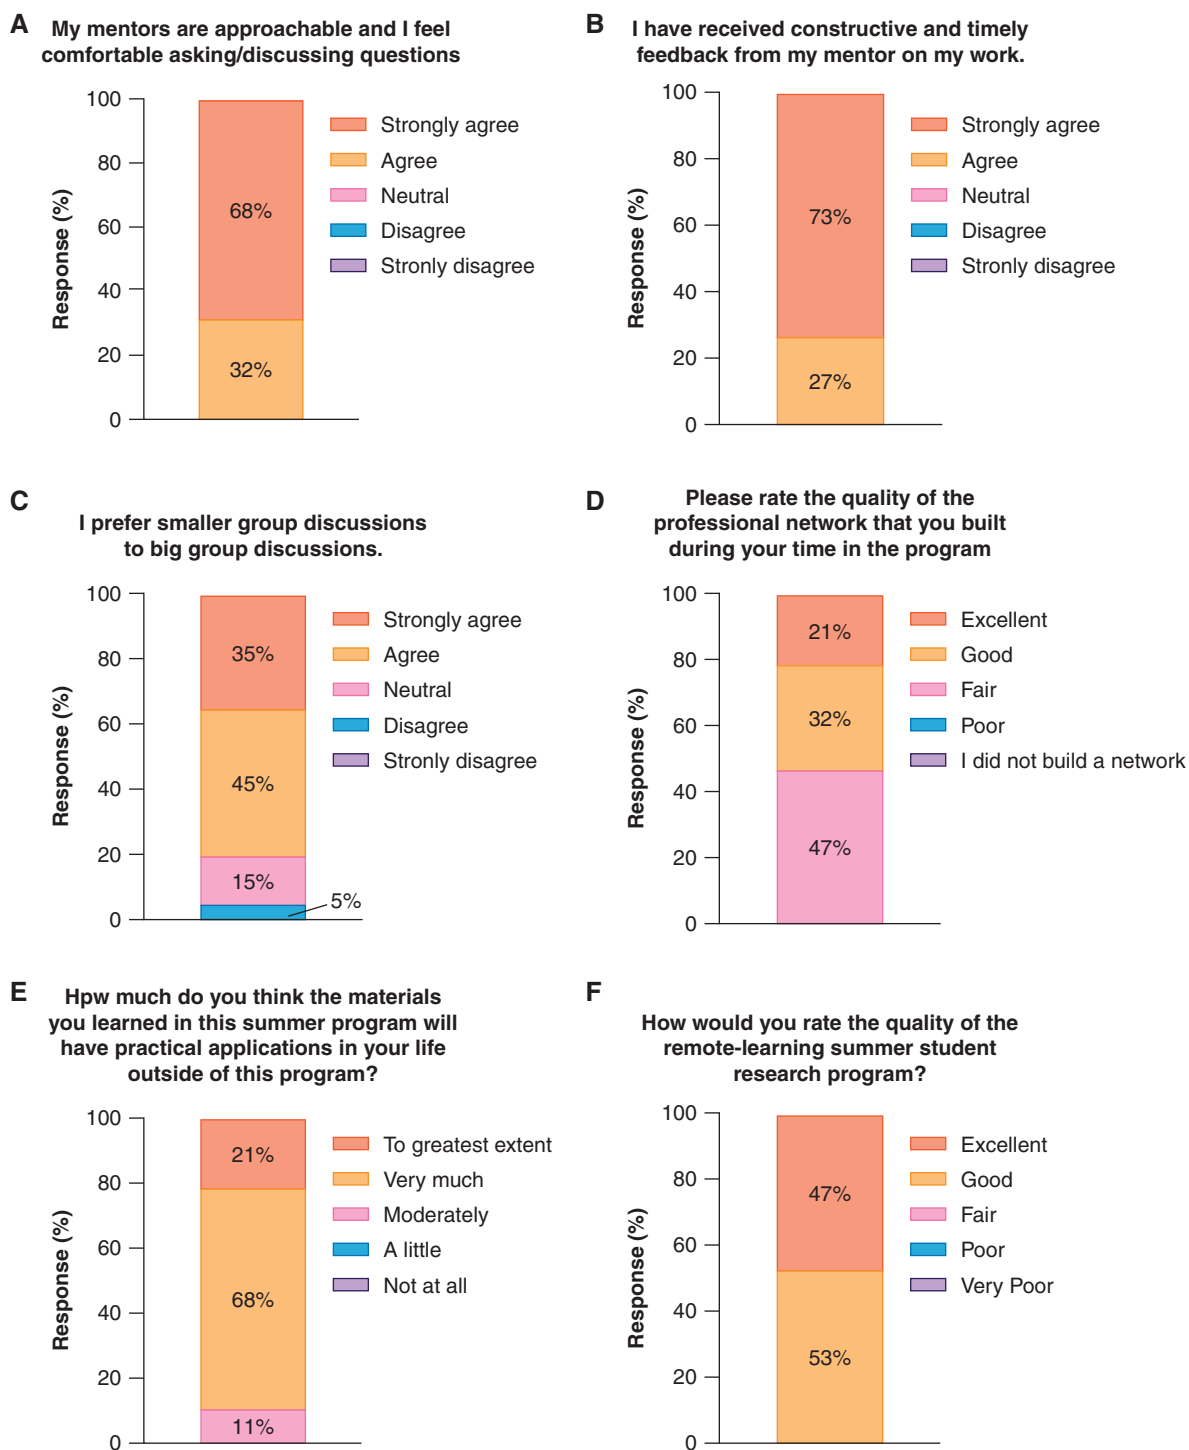 A My mentors are approachable and I feel
comfortable asking/discussing questions
Response (%)
100
80
60
40
20
0
68%
32%
Strongly agree
Agree
Neutral
Disagree
Stronly disagree
B I have received constructive and timely
feedback from my mentor on my work.
Response (%)
100
80
60
40
20
0
73%
27%
Strongly agree
Agree
Neutral
Disagree
Stronly disagree
C I prefer smaller group discussions
to big group discussions.
Response (%)
100
80
60
40
20
0
35%
45%
15%
5%
Strongly agree
Agree
Neutral
Disagree
Stronly disagree
D Please rate the quality of the
professional network that you built
during your time in the program
Response (%)
100
80
60
40
20
0
21%
32%
47%
Excellent
Good
Fair
Poor
I did not build a network
E Hpw much do you think the materials
you learned in this summer program will
have practical applications in your life
outside of this program?
Response (%)
100
80
60
40
20
0
21%
68%
11%
To greatest extent
Very much
Moderately
A little
Not at all
F How would you rate the quality of the
remote-learning summer student
research program?
Response (%)
100
80
60
40
20
0
47%
53%
Excellent
Good
Fair
Poor
Very Poor